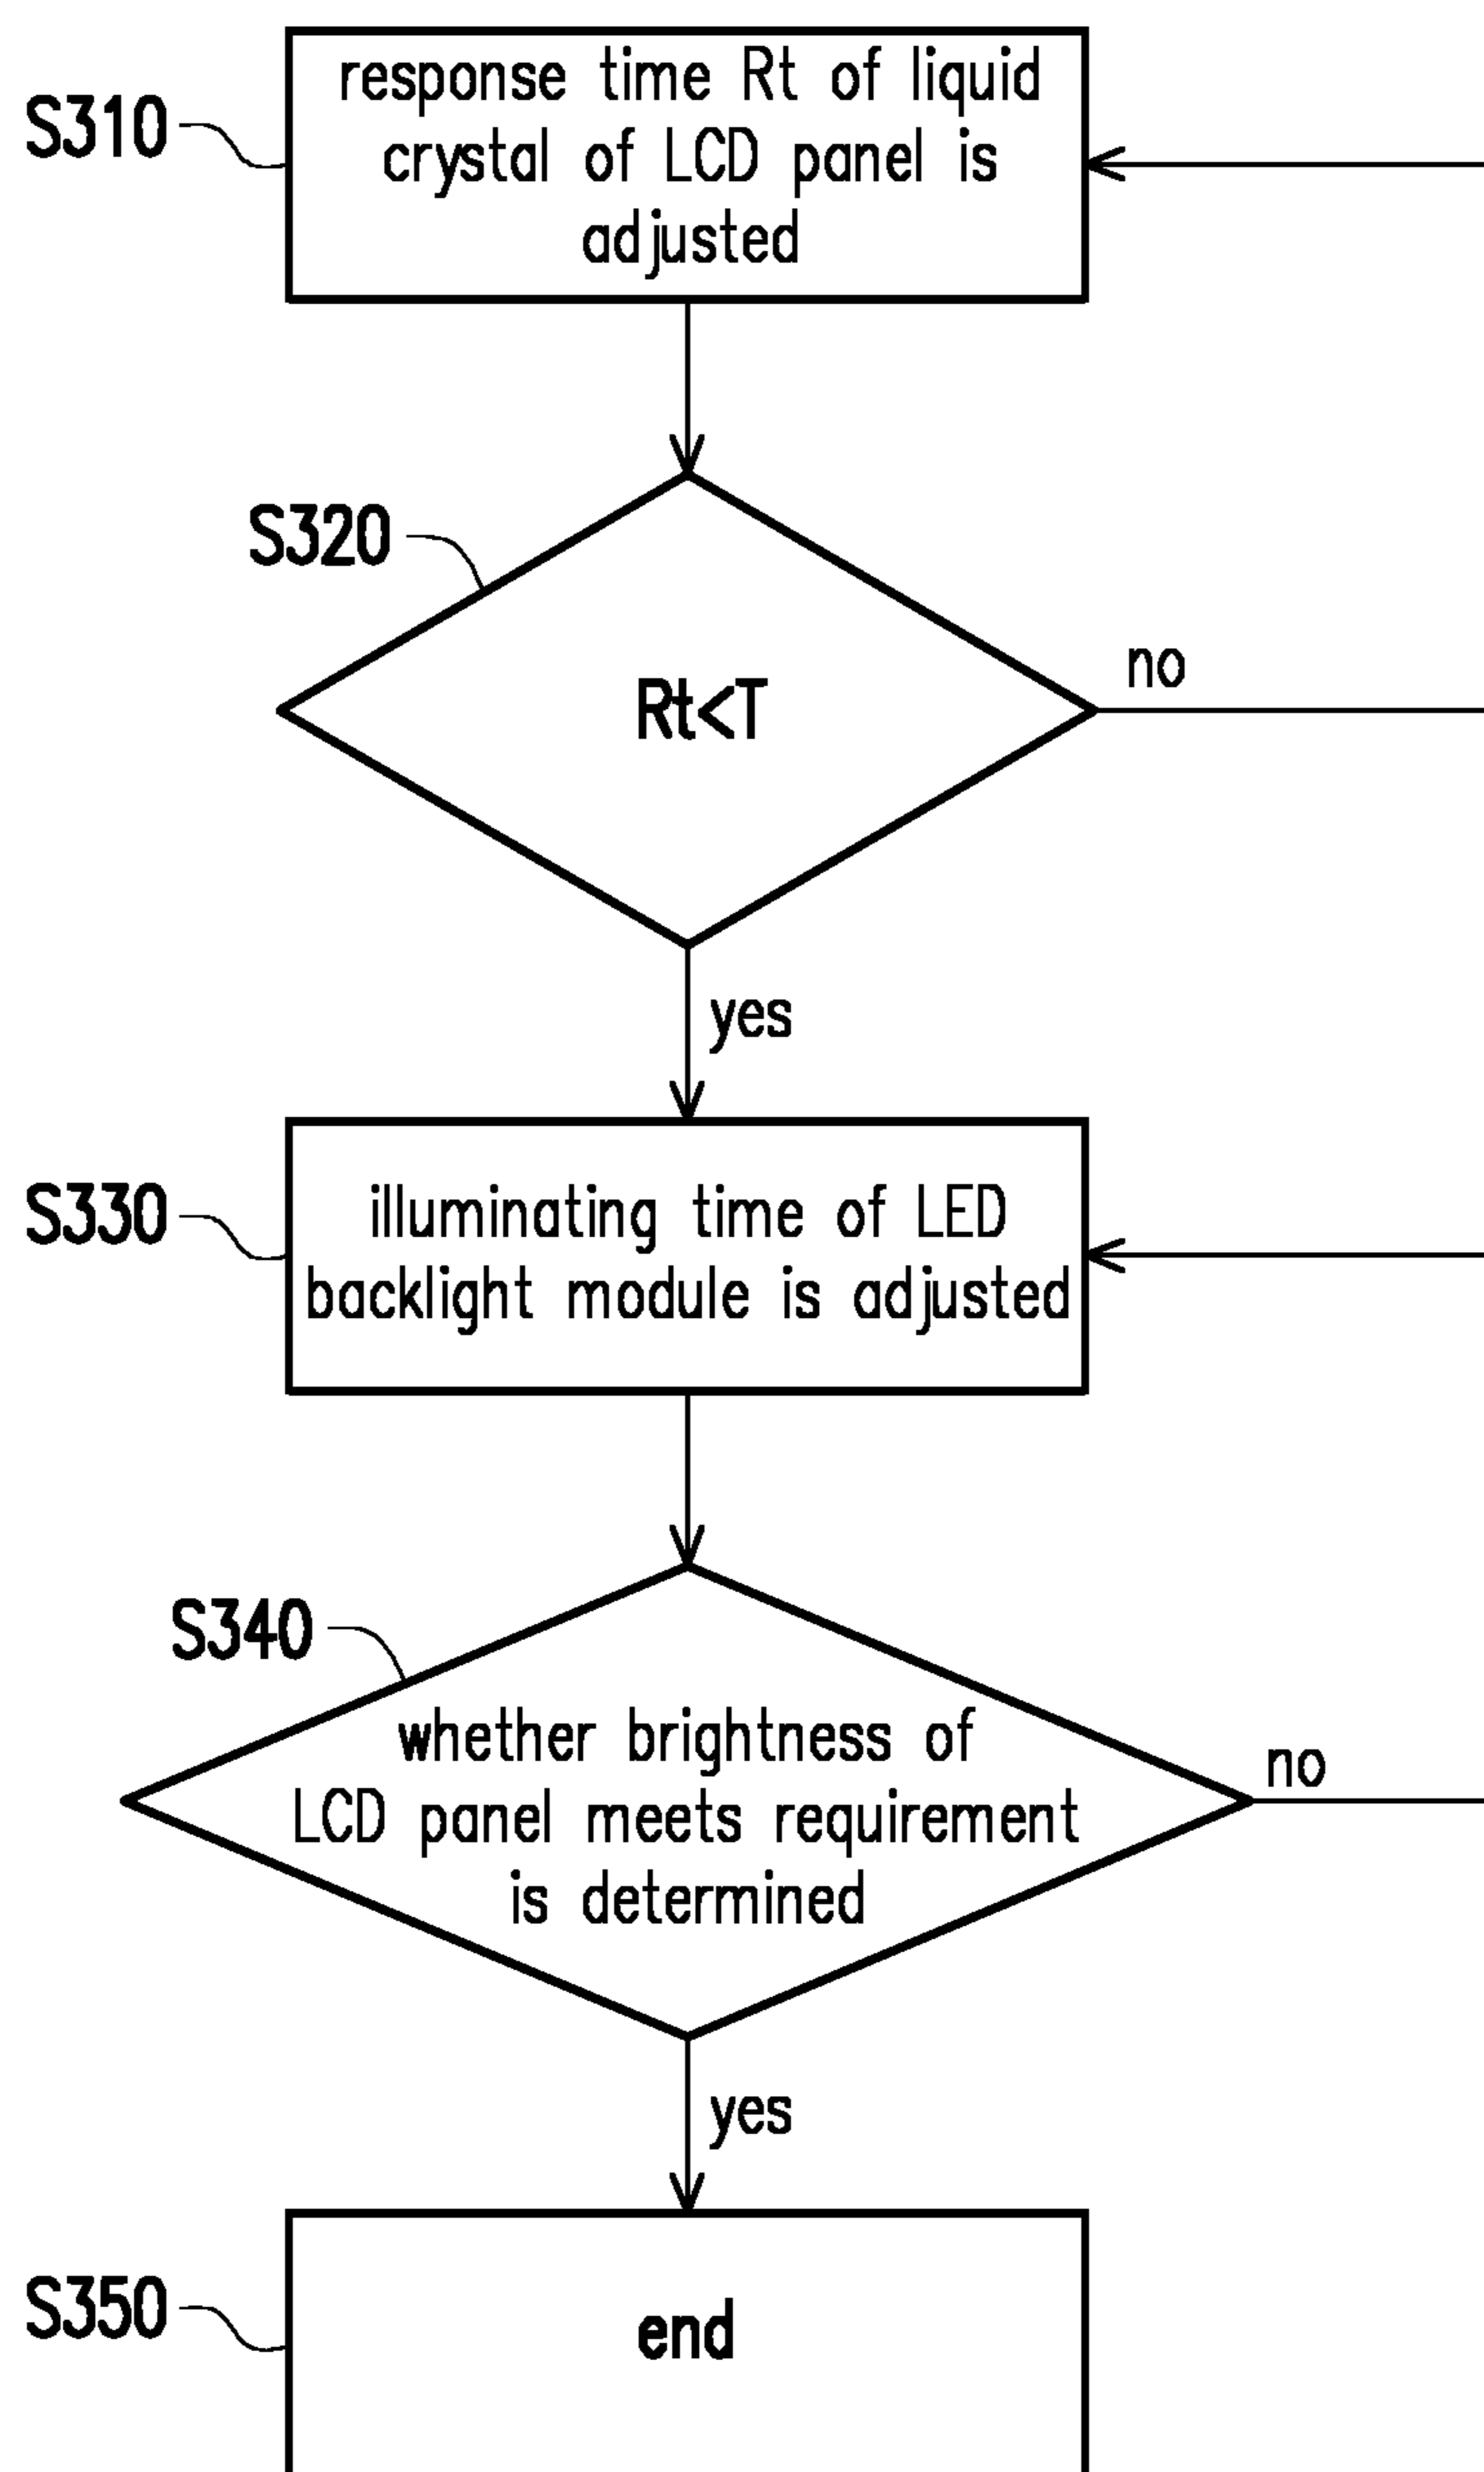 S310
response time Rt of liquid
crystal of LCD panel is
adjusted
S320
Rt<T
no
yes
S330
illuminating time of LED
backlight module is adjusted
S340
whether brightness of
LCD panel meets requirement
is determined
no
yes
S350
end